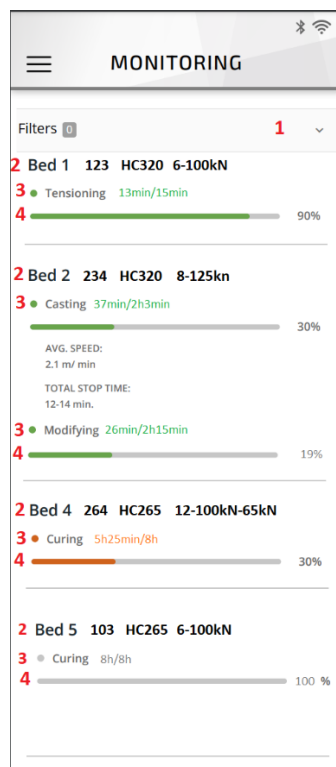 MONITORING
Filters 0 1
2 Bed 1 123 HC320 6-100kN
3 Tensioning 13min/15min
4 90%
2 Bed 2 234 HC320 8-125kn
3 Casting 37min/2h3min
30%
AVG. SPEED:
2.1 m/ min
TOTAL STOP TIME:
12-14 min.
3 Modifying 26min/2h15min
4 19%
2 Bed 4 264 HC265 12-100kN-65kN
3 Curing 5h25min/8h
4 30%
2 Bed 5 103 HC265 6-100kN
3 Curing 8h/8h
4 100 %